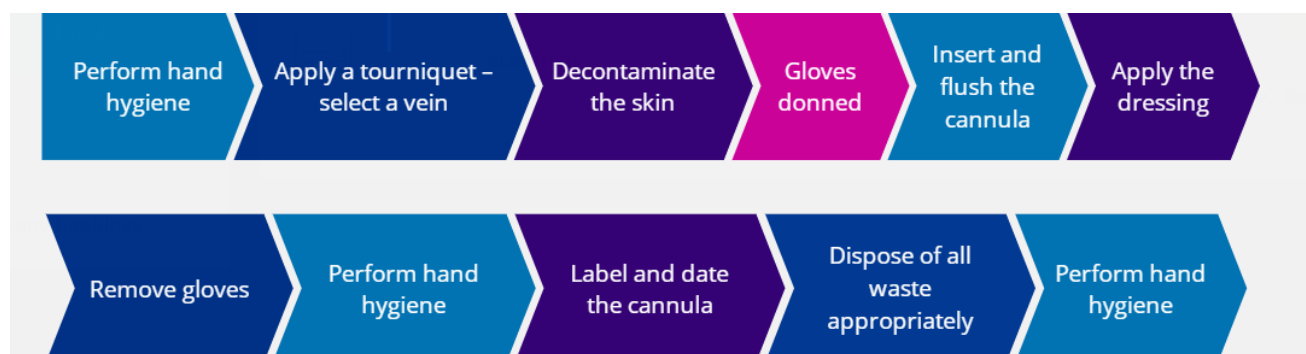 Perform hand
hygiene
Apply a tourniquet –
select a vein
Decontaminate
the skin
Gloves
donned
Insert and
flush the
cannula
Apply the
dressing
Remove gloves
Perform hand
hygiene
Label and date
the cannula
Dispose of all
waste
appropriately
Perform hand
hygiene